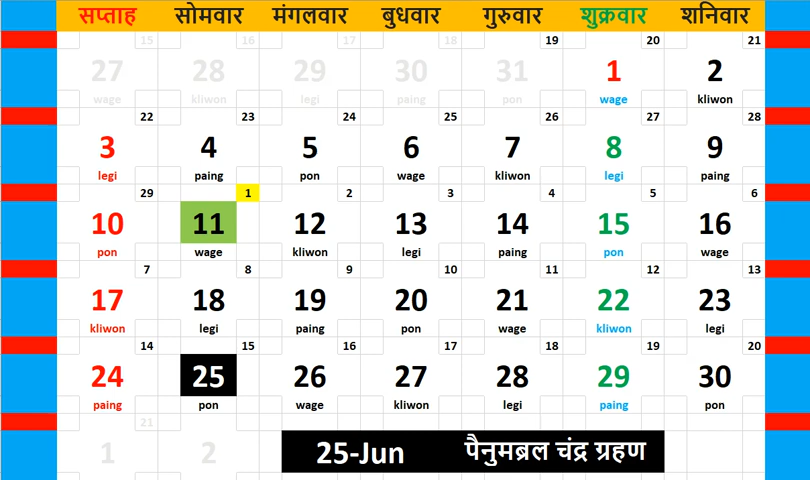 सप्ताह सोमवार मंगलवार बुधवार गुरुवार शुक्रवार शनिवार
15 16 17 18 19 20 21
27 28 29 30 31 1 2
wage kliwon legi paing pon wage kliwon
22 23 24 25 26 27 28
3 4 5 6 7 8 9
legi paing pon wage kliwon legi paing
29 1 2 3 4 5 6
10 11 12 13 14 15 16
pon wage kliwon legi paing pon wage
7 8 9 10 11 12 13
17 18 19 20 21 22 23
kliwon legi paing pon wage kliwon legi
14 15 16 17 18 19 20
24 25 26 27 28 29 30
paing pon wage kliwon legi paing pon
21
1 2 25-Jun पैनुमब्रल चंद्र ग्रहण